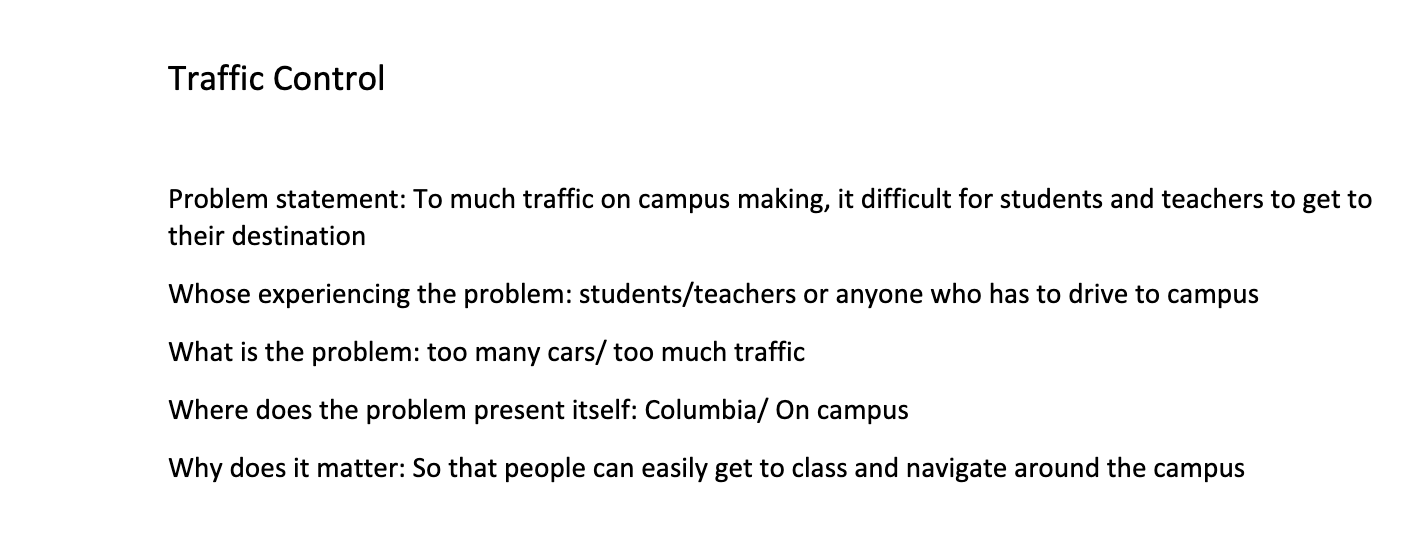 Traffic Control
Problem statement: To much traffic on campus making, it difficult for students and teachers to get to
their destination
Whose experiencing the problem: students/teachers or anyone who has to drive to campus
What is the problem: too many cars/ too much traffic
Where does the problem present itself: Columbia/ On campus
Why does it matter: So that people can easily get to class and navigate around the campus